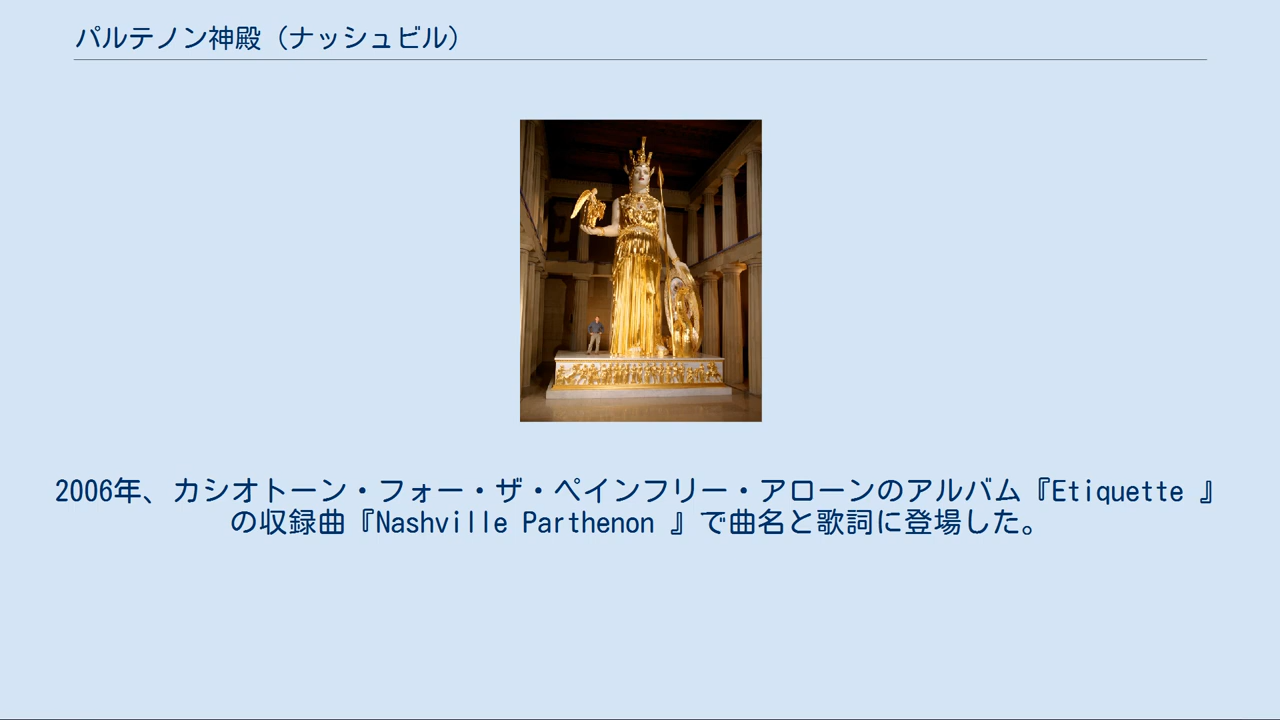 パルテノン神殿（ナッシュビル）
2006年、カシオトーン・フォー・ザ・ペインフリー・アローンのアルバム『Etiquette 』
の収録曲『Nashville Parthenon 』で曲名と歌詞に登場した。